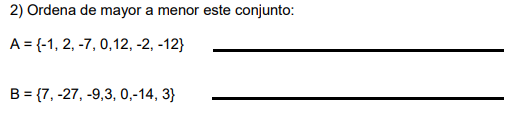 2) Ordena de mayor a menor este conjunto:
A = {-1, 2, -7, 0,12, -2, -12}
B = {7, -27, -9,3, 0,-14, 3}